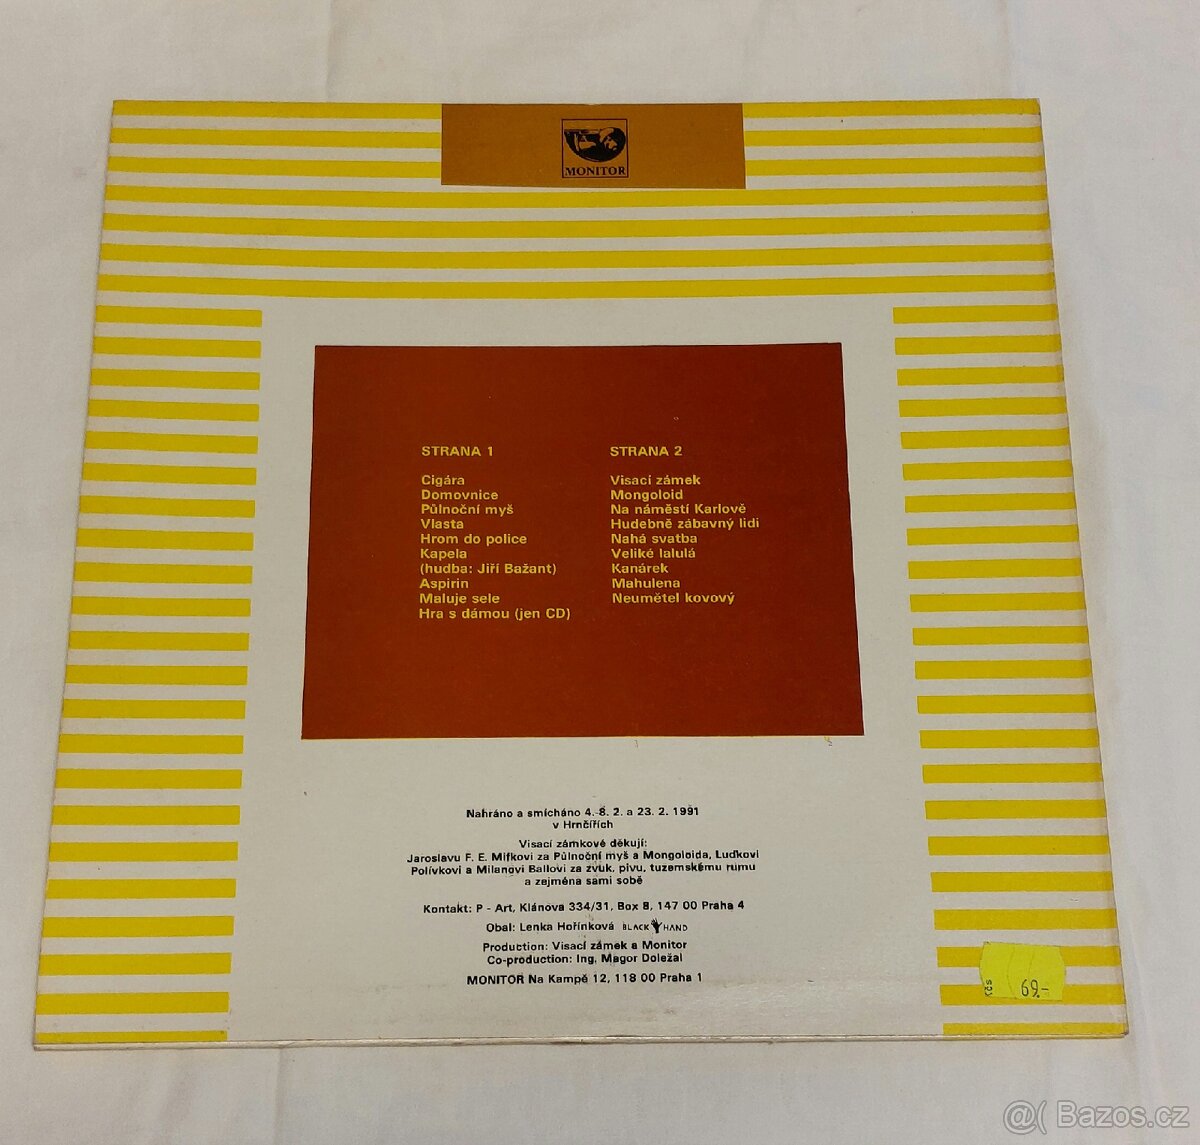 MONITOR
STRANA 1
Cigára
Domovnice
Půlnoční myš
Vlasta
Hrom do police
Kapela
(hudba: Jiří Bažant)
Aspirin
Maluje sele
Hra s dámou (jen CD)
STRANA 2
Visací zámek
Mongoloid
Na náměstí Karlově
Hudebně zábavný lidi
Nahá svatba
Veliké lalulá
Kanárek
Mahulena
Neumětel kovový
Nahráno a smícháno 4.-8. 2. a 23. 2. 1991
v Hrnčířích
Visací zámkové děkují:
Jaroslavu F. E. Mifkovi za Půlnoční myš a Mongoloida, Luďkovi
Polívkovi a Milanovi Ballovi za zvuk, pivu, tuzemskému rumu
a zejména sami sobě
Kontakt: P - Art, Klánova 334/31, Box 8, 147 00 Praha 4
Obal: Lenka Hořínková BLACK HAND
Production: Visací zámek a Monitor
Co-production: Ing. Magor Doležal
MONITOR Na Kampě 12, 118 00 Praha 1
Kčs 69.-
@( Bazos.cz